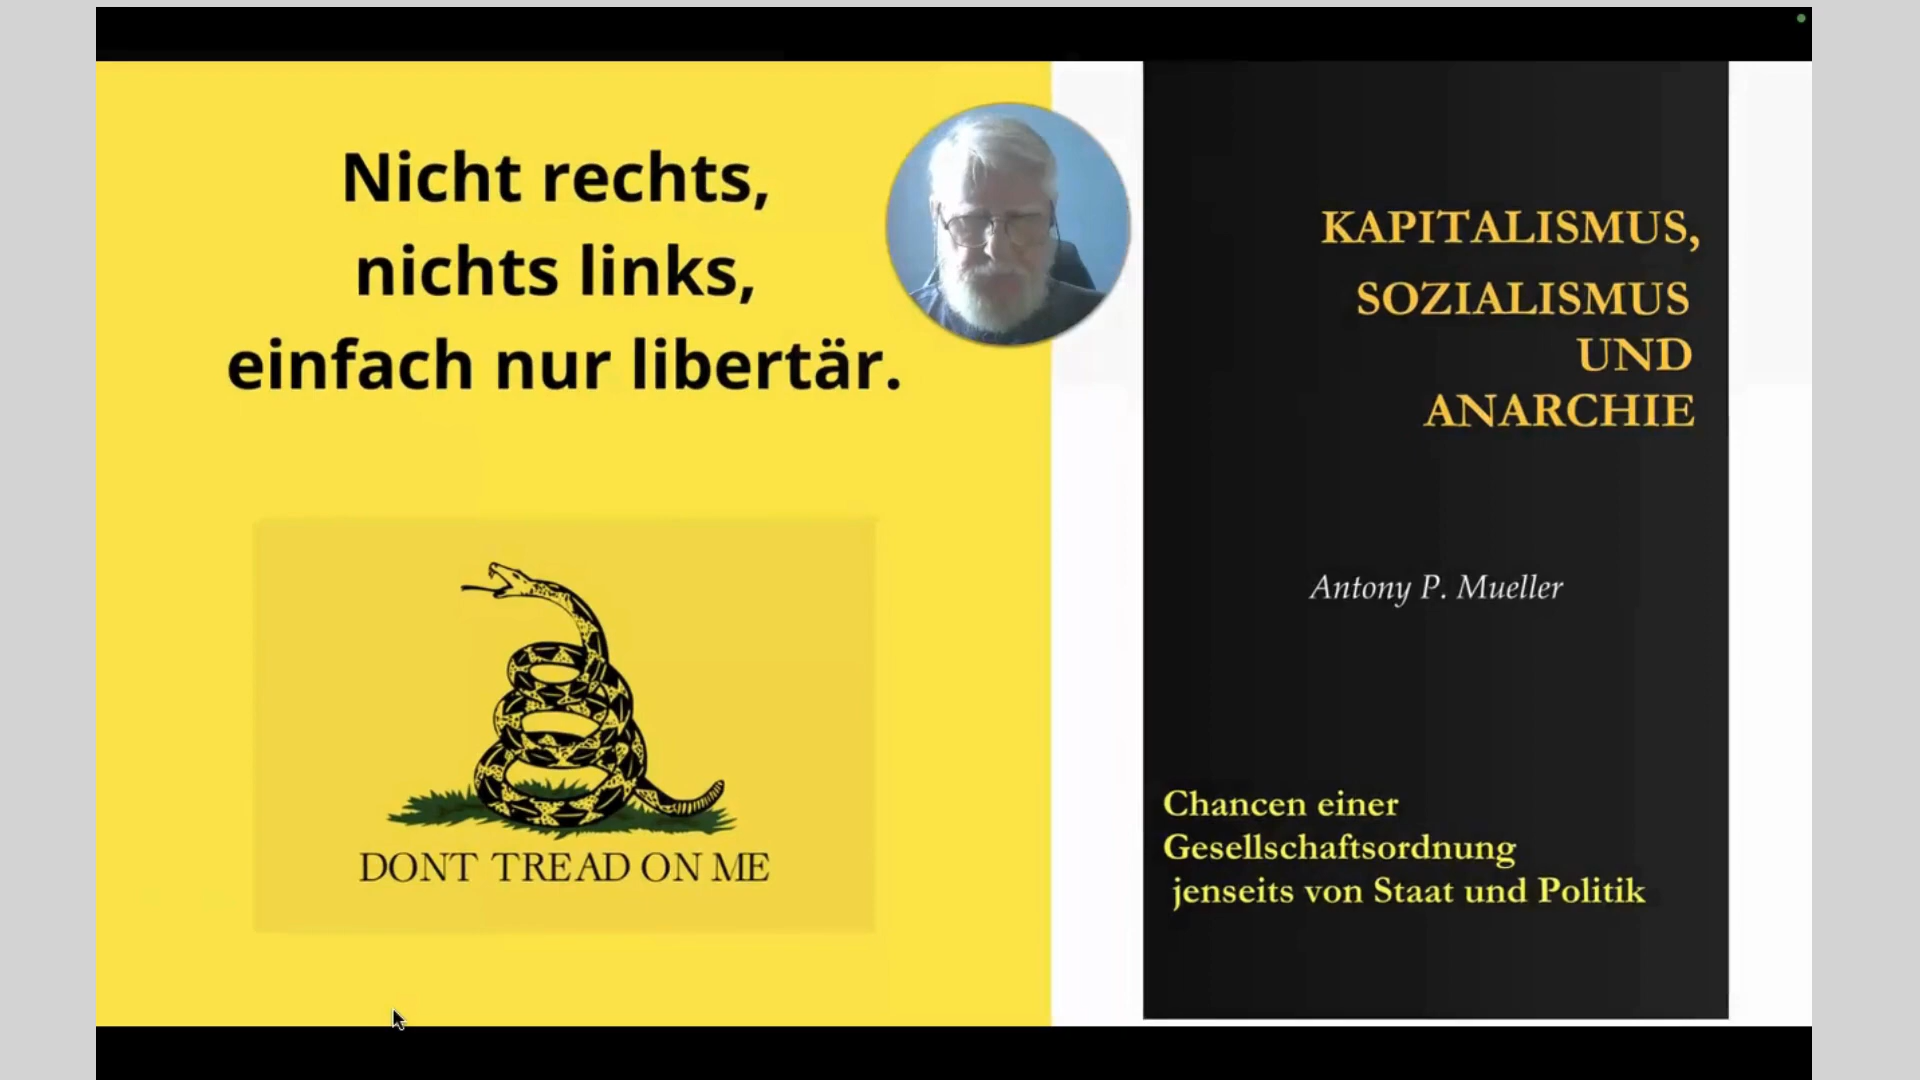 Nicht rechts,
nichts links,
einfach nur libertär.
DONT TREAD ON ME
KAPITALISMUS,
SOZIALISMUS
UND
ANARCHIE
Antony P. Mueller
Chancen einer
Gesellschaftsordnung
jenseits von Staat und Politik